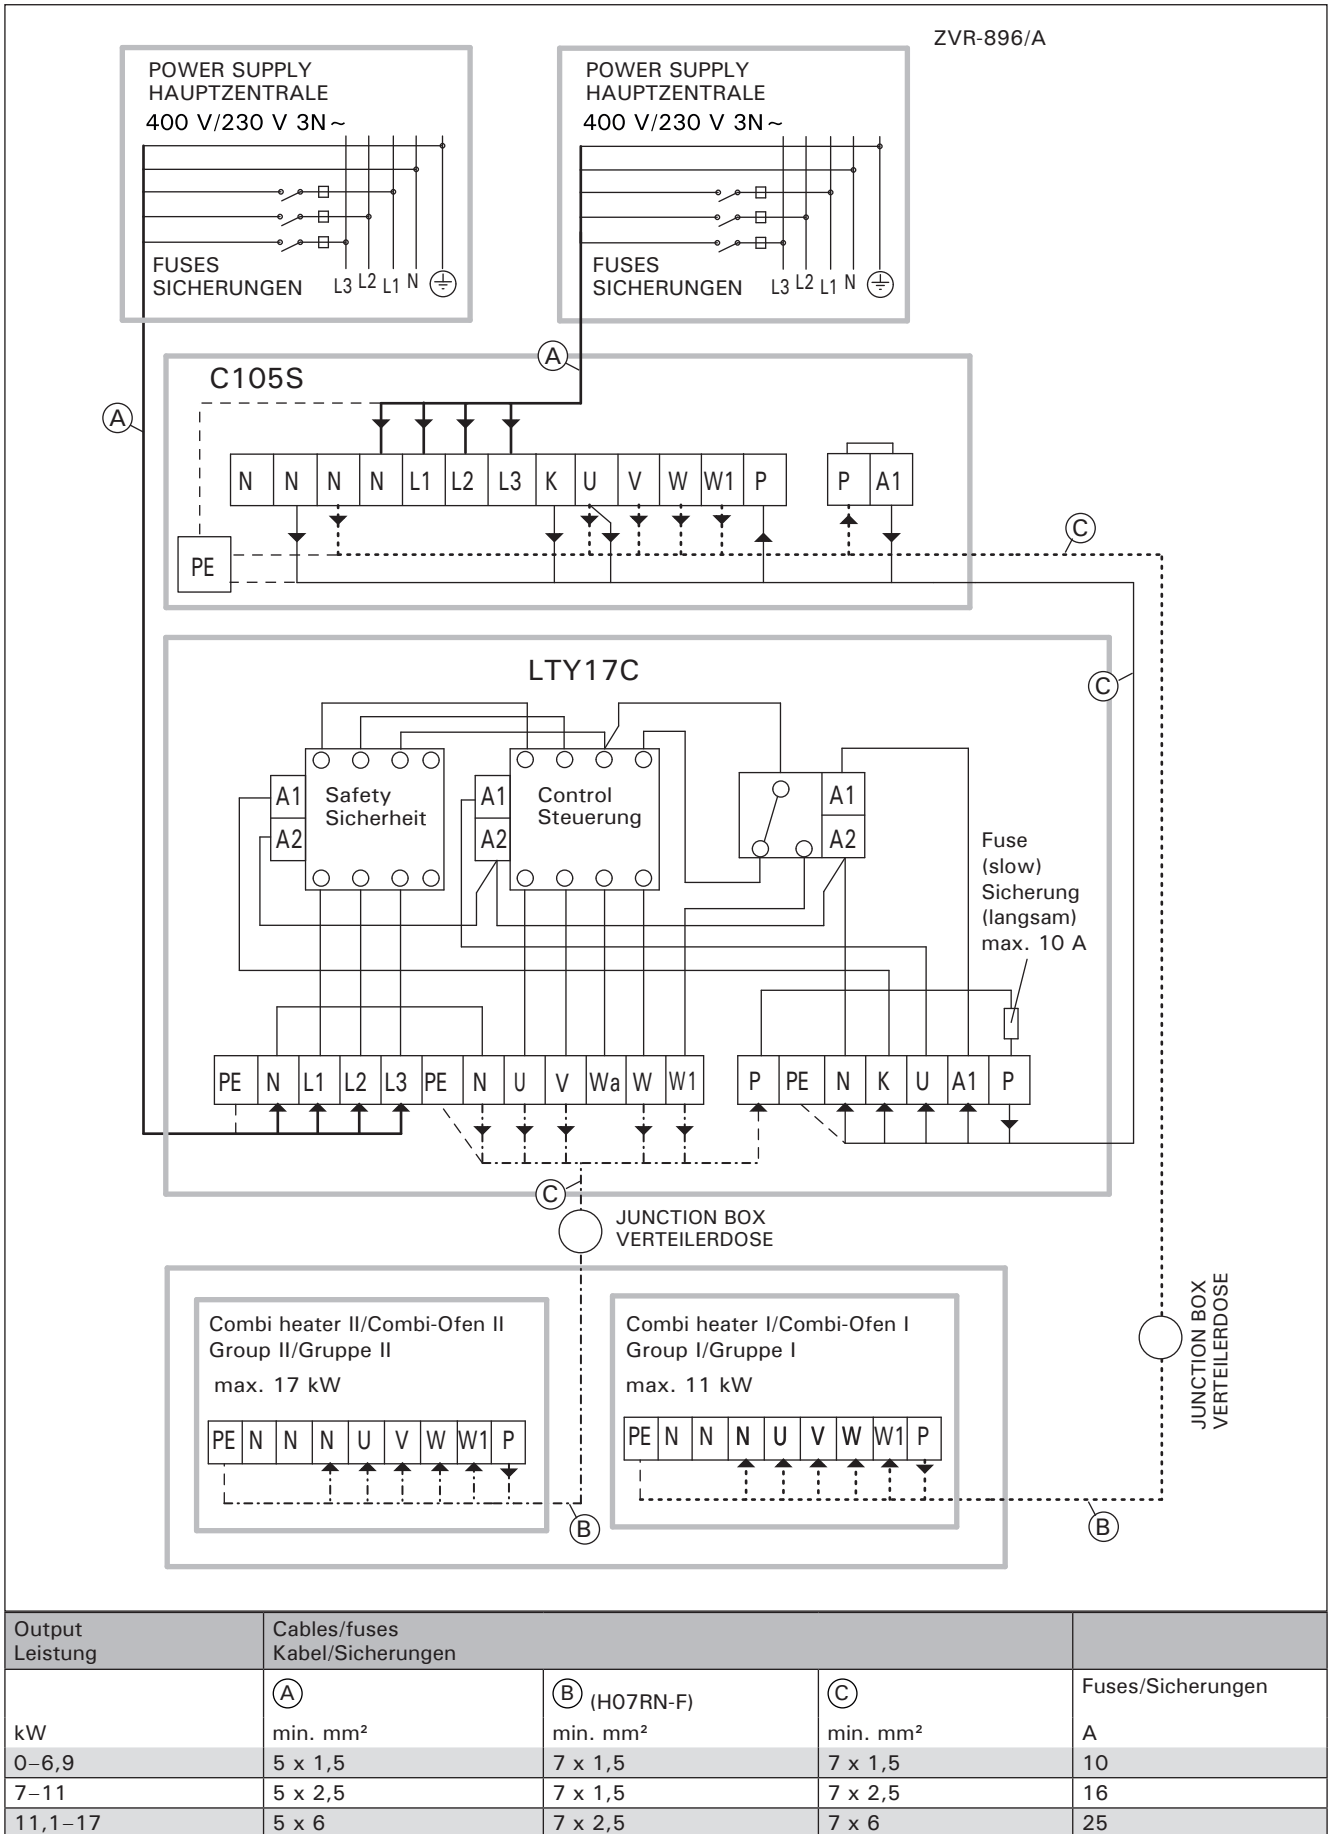 ZVR-896/A
POWER SUPPLY
HAUPTZENTRALE
400 V/230 V 3N~
FUSES
SICHERUNGEN
L3 L2 L1 N
POWER SUPPLY
HAUPTZENTRALE
400 V/230 V 3N~
FUSES
SICHERUNGEN
L3 L2 L1 N
A
A
C105S
N N N N L1 L2 L3 K U V W W1 P
P A1
PE
C
LTY17C
C
A1
A2
Safety
Sicherheit
A1
A2
Control
Steuerung
A1
A2
Fuse
(slow)
Sicherung
(langsam)
max. 10 A
PE N L1 L2 L3 PE N U V Wa W W1
P PE N K U A1 P
C
JUNCTION BOX
VERTEILERDOSE
JUNCTION BOX
VERTEILERDOSE
Combi heater II/Combi-Ofen II
Group II/Gruppe II
max. 17 kW
PE N N N U V W W1 P
B
Combi heater I/Combi-Ofen I
Group I/Gruppe I
max. 11 kW
PE N N N U V W W1 P
B
Output
Leistung
Cables/fuses
Kabel/Sicherungen
A B (H07RN-F) C Fuses/Sicherungen
kW min. mm² min. mm² min. mm² A
0–6,9 5 x 1,5 7 x 1,5 7 x 1,5 10
7–11 5 x 2,5 7 x 1,5 7 x 2,5 16
11,1–17 5 x 6 7 x 2,5 7 x 6 25